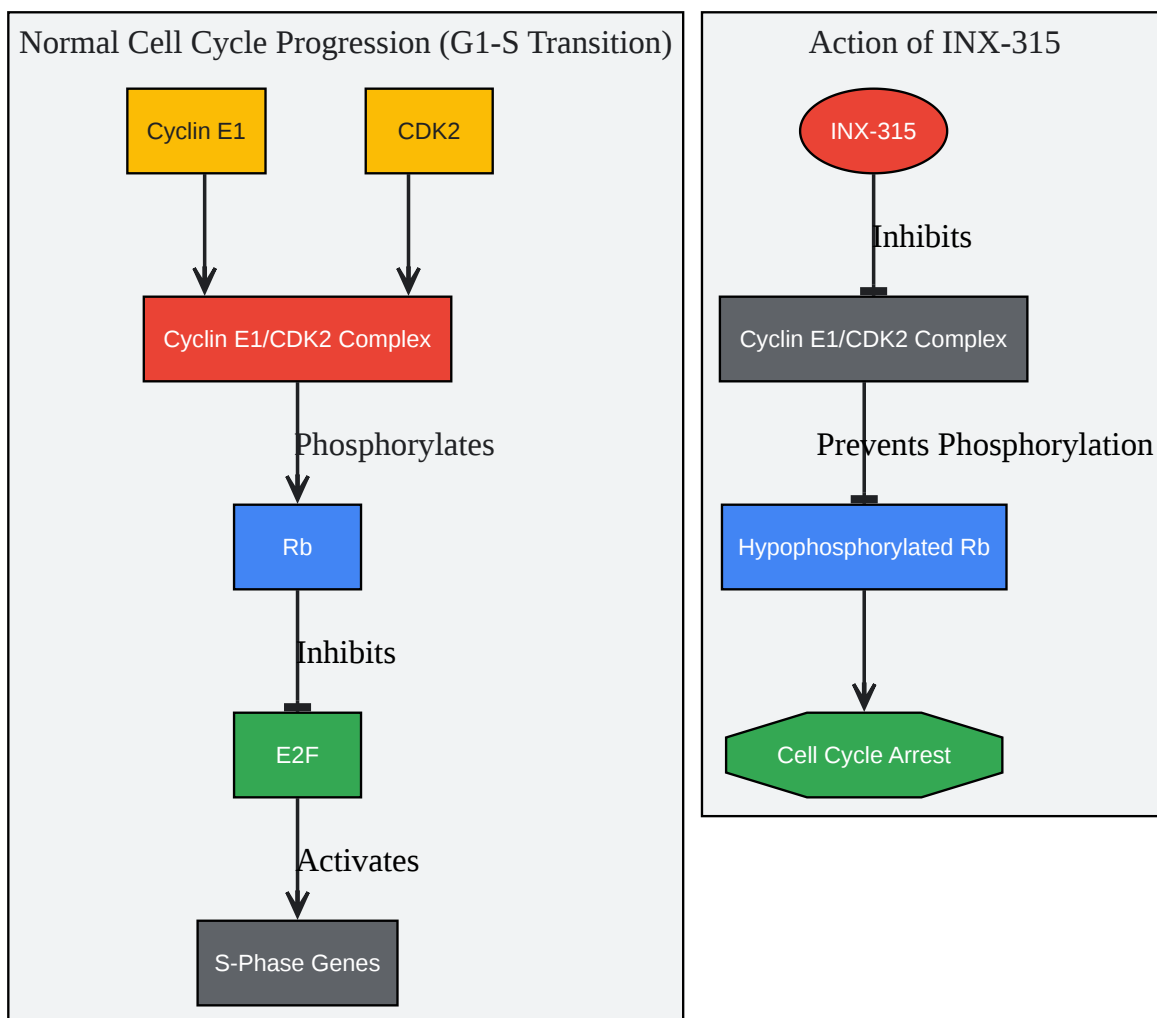 Normal Cell Cycle Progression (G1-S Transition)
Cyclin E1
CDK2
Cyclin E1/CDK2 Complex
Phosphorylates
Rb
Inhibits
E2F
Activates
S-Phase Genes
Action of INX-315
INX-315
Inhibits
Cyclin E1/CDK2 Complex
Prevents Phosphorylation
Hypophosphorylated Rb
Cell Cycle Arrest